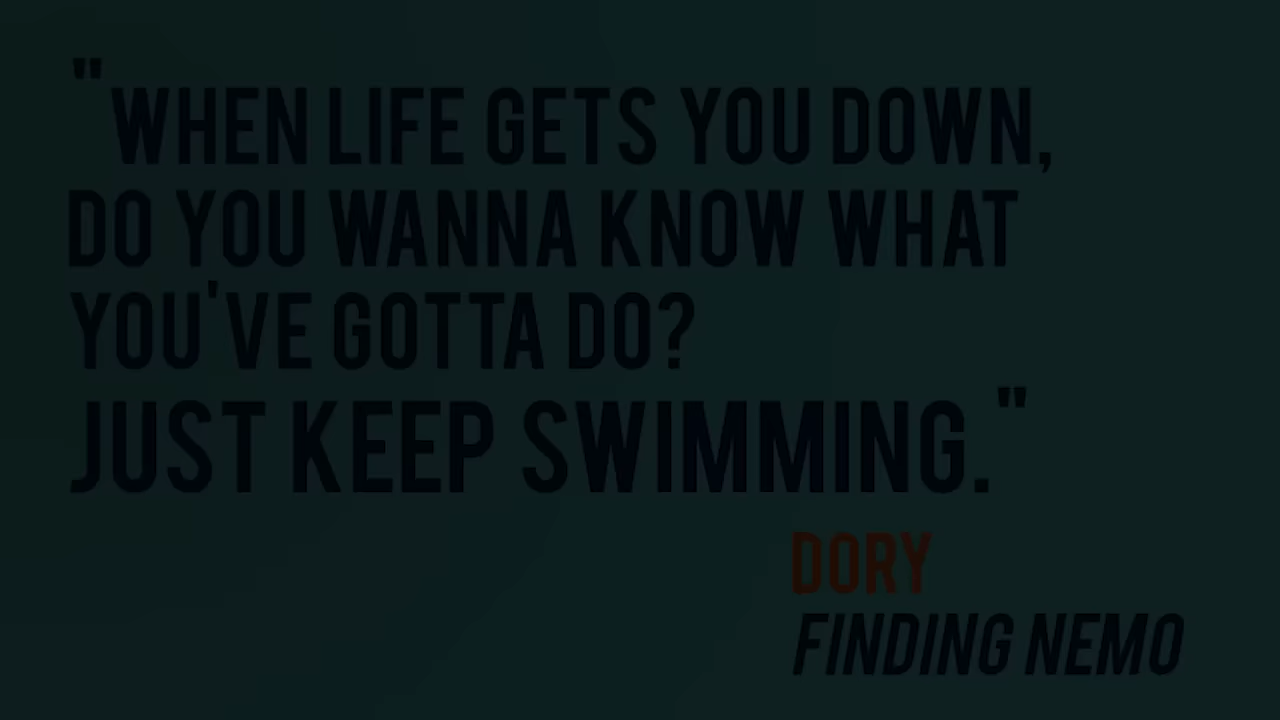 "WHEN LIFE GETS YOU DOWN,
DO YOU WANNA KNOW WHAT
YOU'VE GOTTA DO?
JUST KEEP SWIMMING."
DORY
FINDING NEMO